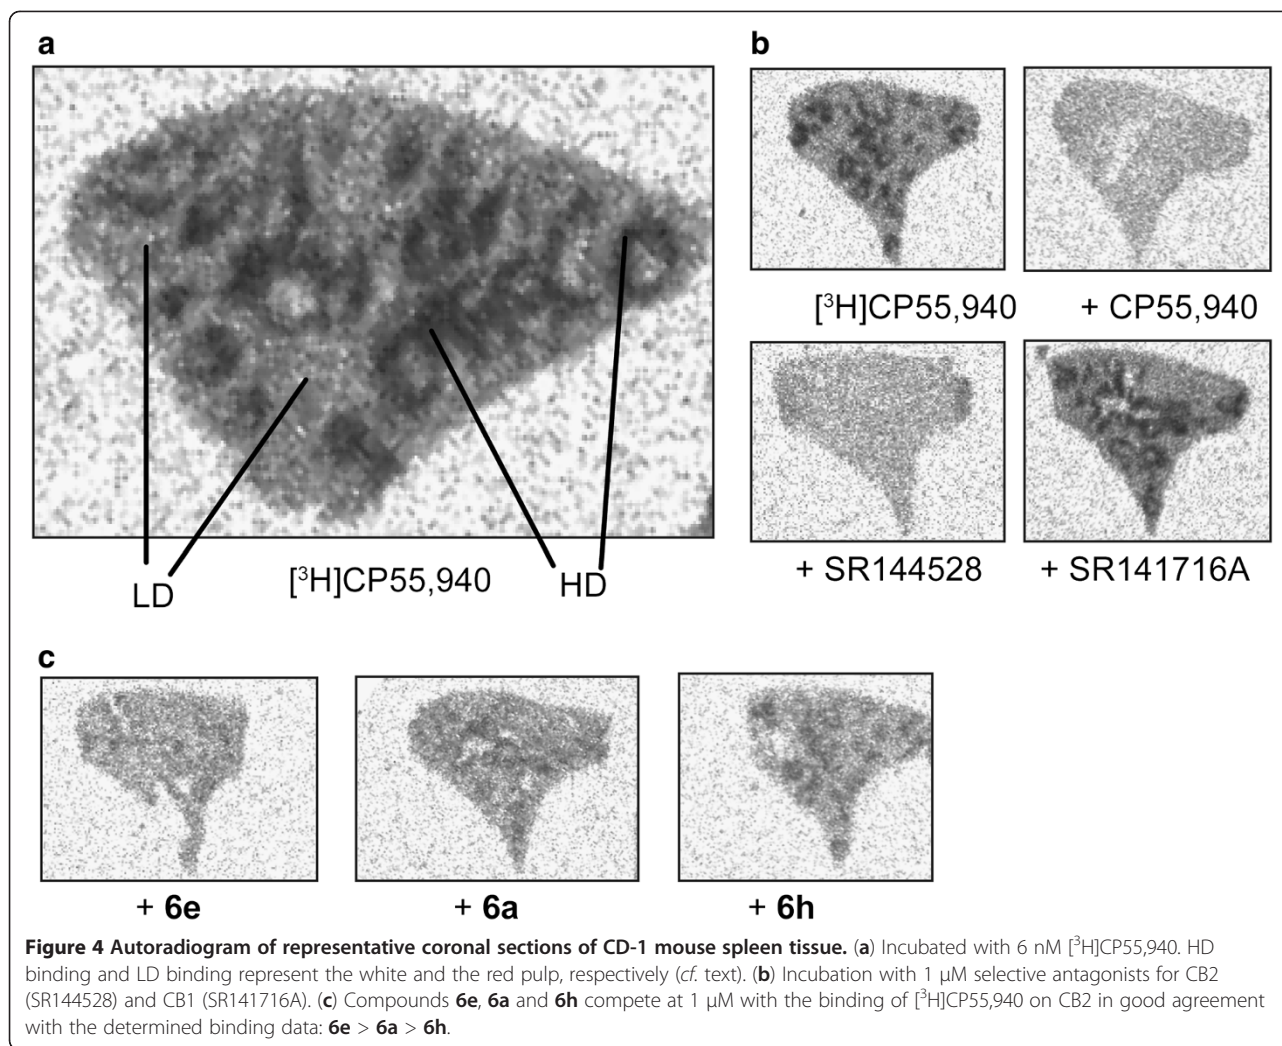 a
b
[³H]CP55,940
+ CP55,940
LD
[³H]CP55,940
HD
+ SR144528
+ SR141716A
c
+ 6e
+ 6a
+ 6h
Figure 4 Autoradiogram of representative coronal sections of CD-1 mouse spleen tissue. (a) Incubated with 6 nM [³H]CP55,940. HD
binding and LD binding represent the white and the red pulp, respectively (cf. text). (b) Incubation with 1 μM selective antagonists for CB2
(SR144528) and CB1 (SR141716A). (c) Compounds 6e, 6a and 6h compete at 1 μM with the binding of [³H]CP55,940 on CB2 in good agreement
with the determined binding data: 6e > 6a > 6h.